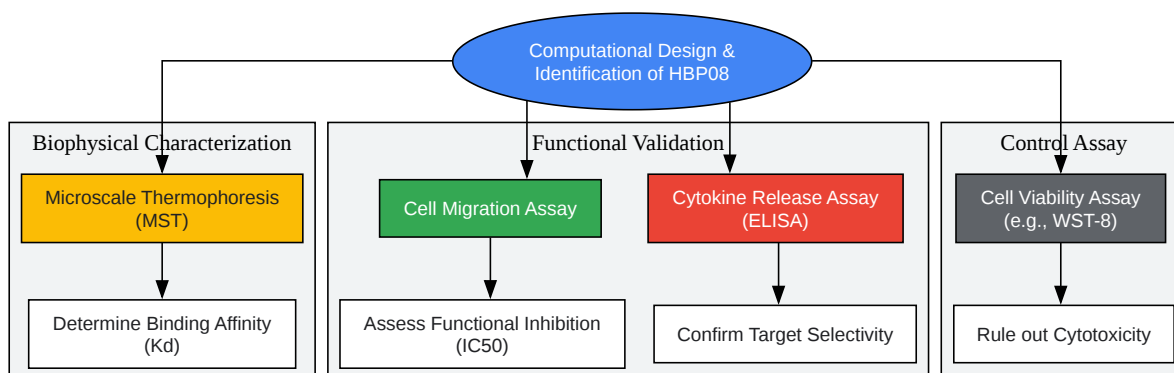 Computational Design &
Identification of HBP08
Biophysical Characterization
Functional Validation
Control Assay
Microscale Thermophoresis
(MST)
Cell Migration Assay
Cytokine Release Assay
(ELISA)
Cell Viability Assay
(e.g., WST-8)
Determine Binding Affinity
(Kd)
Assess Functional Inhibition
(IC50)
Confirm Target Selectivity
Rule out Cytotoxicity